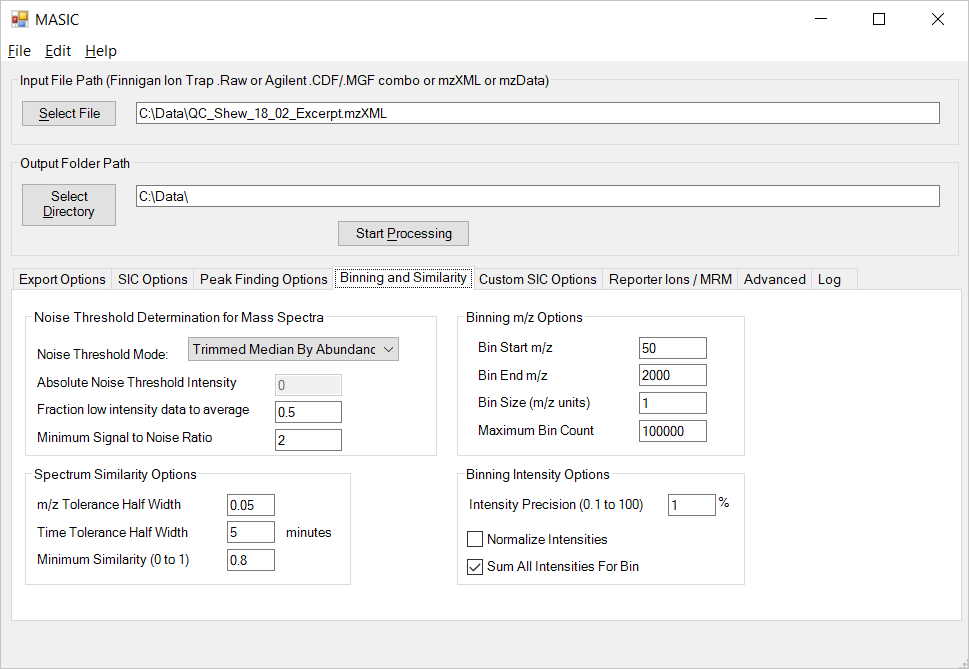 MASIC
File Edit Help
Input File Path (Finnigan Ion Trap .Raw or Agilent .CDF/.MGF combo or mzXML or mzData)
Select File
C:\Data\QC_Shew_18_02_Excerpt.mzXML
Output Folder Path
Select
Directory
C:\Data\
Start Processing
Export Options SIC Options Peak Finding Options Binning and Similarity Custom SIC Options Reporter Ions / MRM Advanced Log
Noise Threshold Determination for Mass Spectra
Noise Threshold Mode: Trimmed Median By Abundanc
Absolute Noise Threshold Intensity 0
Fraction low intensity data to average 0.5
Minimum Signal to Noise Ratio 2
Binning m/z Options
Bin Start m/z 50
Bin End m/z 2000
Bin Size (m/z units) 1
Maximum Bin Count 100000
Spectrum Similarity Options
m/z Tolerance Half Width 0.05
Time Tolerance Half Width 5 minutes
Minimum Similarity (0 to 1) 0.8
Binning Intensity Options
Intensity Precision (0.1 to 100) 1 %
Normalize Intensities
Sum All Intensities For Bin